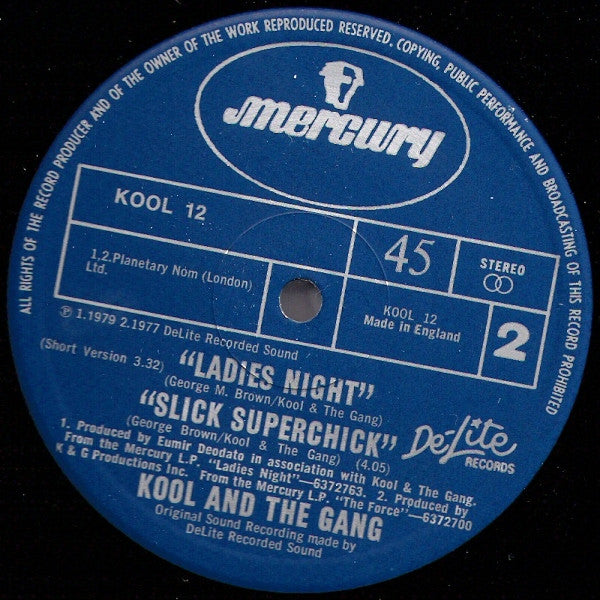 ALL RIGHTS OF THE RECORD PRODUCER AND OF THE OWNER OF THE WORK REPRODUCED RESERVED. COPYING, PUBLIC PERFORMANCE AND BROADCASTING OF THIS RECORD PROHIBITED
mercury
KOOL 12
45
STEREO
1,2.Planetary Nom (London)
Ltd.
KOOL 12
Made in England
2
Ⓟ 1.1979 2.1977 DeLite Recorded Sound
(Short Version 3.32) "LADIES NIGHT"
(George M. Brown/Kool & The Gang)
"SLICK SUPERCHICK"
(George Brown/Kool & The Gang) (4.05)
De-Lite
RECORDS
1. Produced by Eumir Deodato in association with Kool & The Gang.
From the Mercury L.P. "Ladies Night"—6372763. 2. Produced by
K & G Productions Inc. From the Mercury L.P. "The Force"—6372700
KOOL AND THE GANG
Original Sound Recording made by
DeLite Recorded Sound